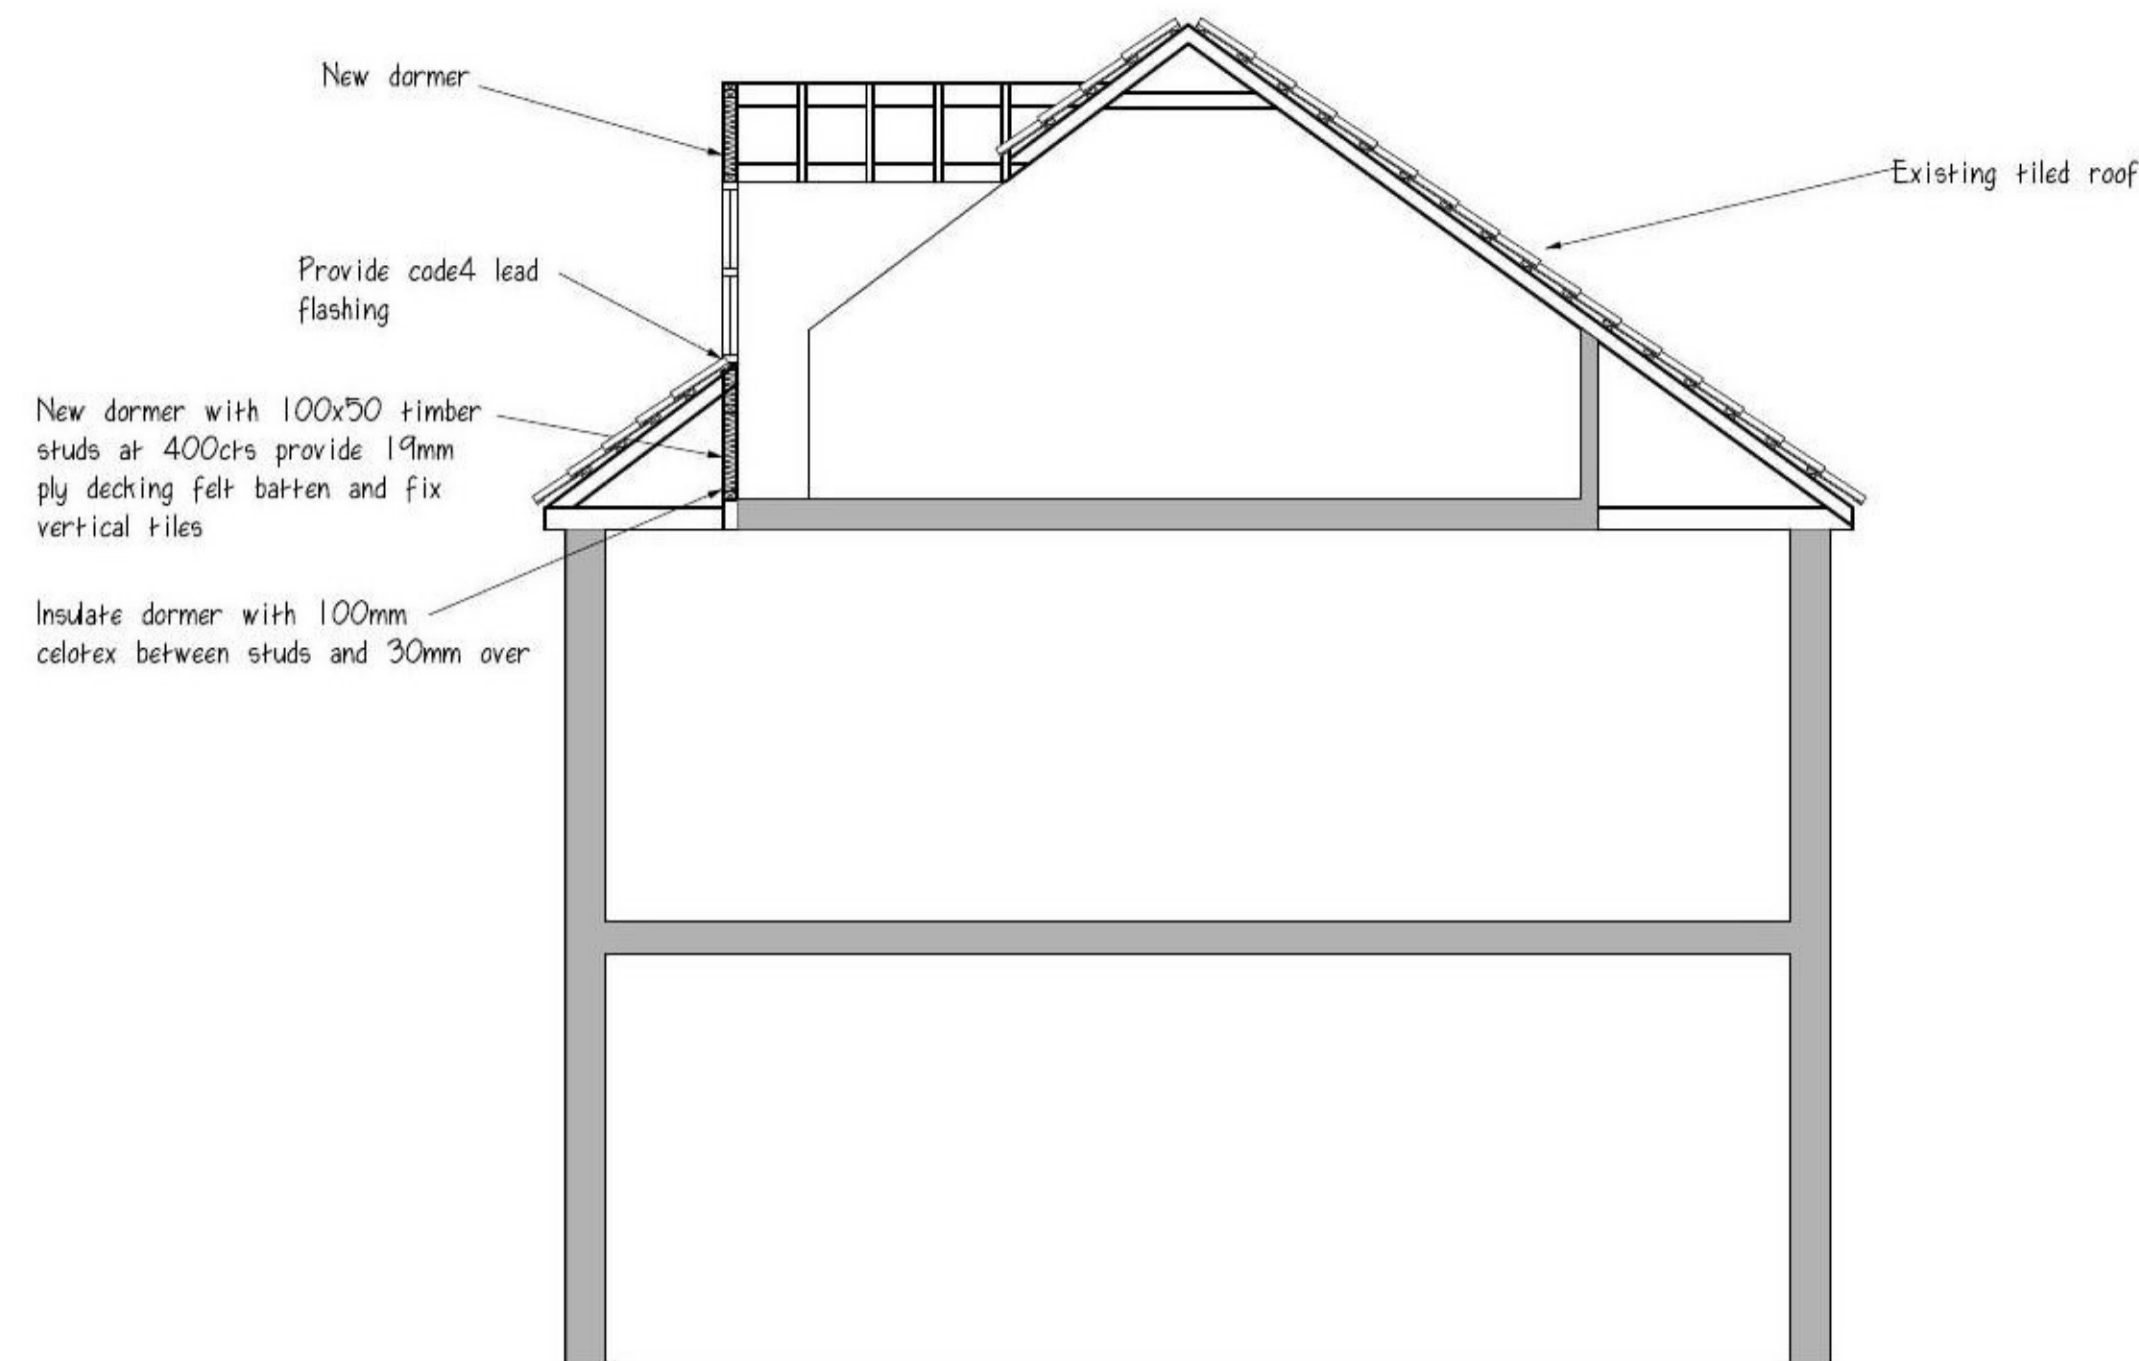 New dormer
Existing tiled roof
Provide code4 lead
flashing
New dormer with 100x50 timber
studs at 400cts provide 19mm
ply decking felt batten and fix
vertical tiles
Insulate dormer with 100mm
celotex between studs and 30mm over